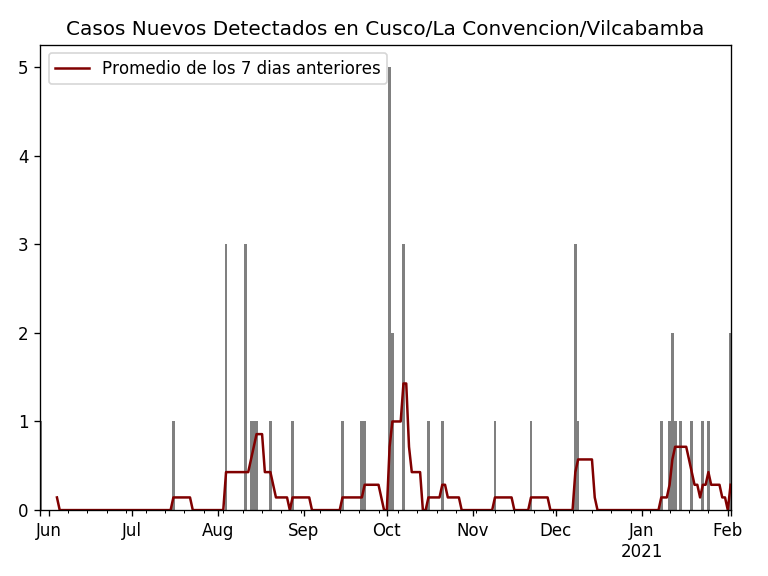 Casos Nuevos Detectados en Cusco/La Convencion/Vilcabamba
Promedio de los 7 dias anteriores
5
4
3
2
1
0
Jun Jul Aug Sep Oct Nov Dec Jan Feb
2021